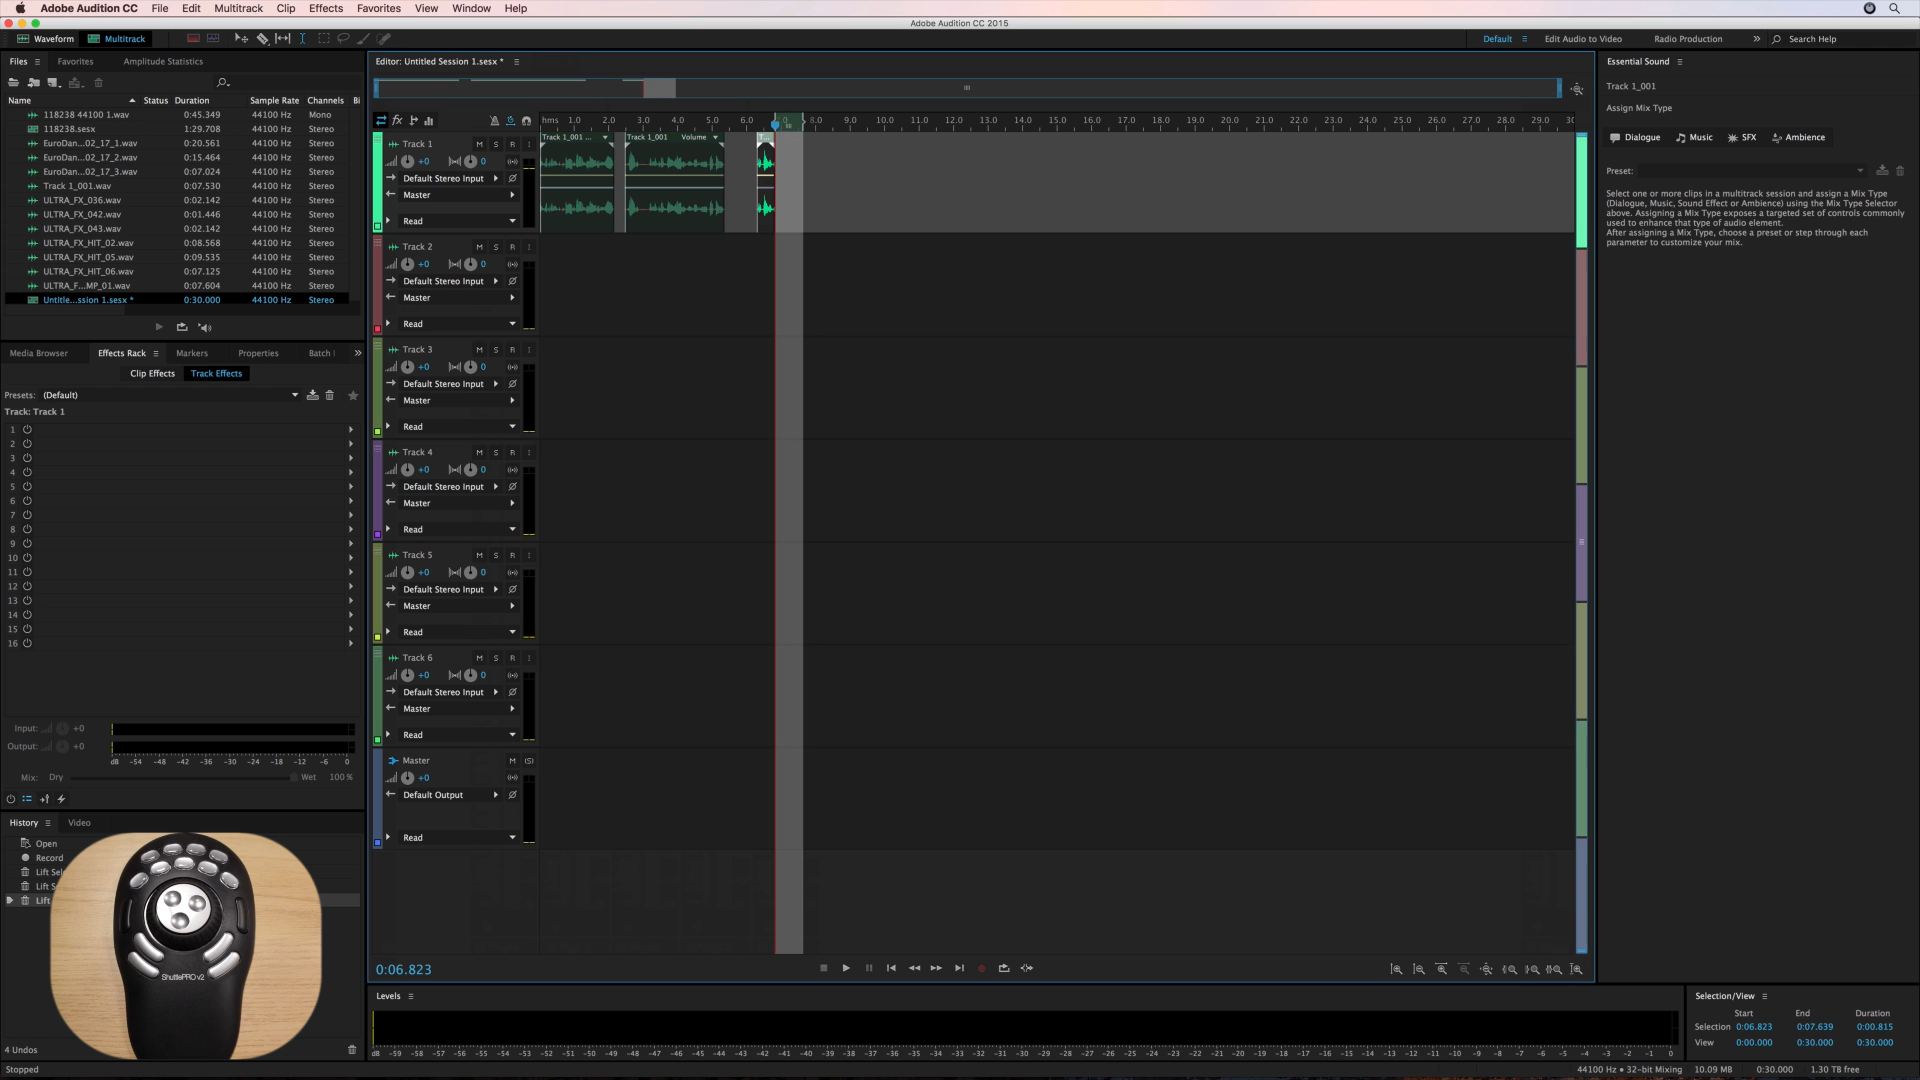 Adobe Audition CC File Edit Multitrack Clip Effects Favorites View Window Help
Adobe Audition CC 2015
Waveform Multitrack
Default Edit Audio to Video Radio Production Search Help
Files Favorites Amplitude Statistics
Name Status Duration Sample Rate Channels Bi
118238 44100 1.wav 0:45.349 44100 Hz Mono
118238.sesx 1:29.708 44100 Hz Stereo
EuroDan...02_17_1.wav 0:20.561 44100 Hz Stereo
EuroDan...02_17_2.wav 0:15.464 44100 Hz Stereo
EuroDan...02_17_3.wav 0:07.024 44100 Hz Stereo
Track 1_001.wav 0:07.530 44100 Hz Stereo
ULTRA_FX_036.wav 0:02.142 44100 Hz Stereo
ULTRA_FX_042.wav 0:01.446 44100 Hz Stereo
ULTRA_FX_043.wav 0:02.142 44100 Hz Stereo
ULTRA_FX_HIT_02.wav 0:08.568 44100 Hz Stereo
ULTRA_FX_HIT_05.wav 0:09.535 44100 Hz Stereo
ULTRA_FX_HIT_06.wav 0:07.125 44100 Hz Stereo
ULTRA_F...MP_01.wav 0:07.604 44100 Hz Stereo
Untitle...ssion 1.sesx * 0:30.000 44100 Hz Stereo
Media Browser Effects Rack Markers Properties Batch
Clip Effects Track Effects
Presets: (Default)
Track: Track 1
1
2
3
4
5
6
7
8
9
10
11
12
13
14
15
16
Input: +0
Output: +0
dB -54 -48 -42 -36 -30 -24 -18 -12 -6 0
Mix: Dry Wet 100 %
History Video
Open
Record
Lift Sel
Lift S
Lift
ShuttlePRO v2
4 Undos
Stopped
Editor: Untitled Session 1.sesx *
fx
hms 1.0 2.0 3.0 4.0 5.0 6.0 8.0 9.0 10.0 11.0 12.0 13.0 14.0 15.0 16.0 17.0 18.0 19.0 20.0 21.0 22.0 23.0 24.0 25.0 26.0 27.0 28.0 29.0 30
Track 1_001 ... Track 1_001 Volume T...
Track 1 M S R I
+0 0
Default Stereo Input
Master
Read
Track 2 M S R I
+0 0
Default Stereo Input
Master
Read
Track 3 M S R I
+0 0
Default Stereo Input
Master
Read
Track 4 M S R I
+0 0
Default Stereo Input
Master
Read
Track 5 M S R I
+0 0
Default Stereo Input
Master
Read
Track 6 M S R I
+0 0
Default Stereo Input
Master
Read
Master M (S)
+0
Default Output
Read
0:06.823
Levels
dB -59 -58 -57 -56 -55 -54 -53 -52 -51 -50 -49 -48 -47 -46 -45 -44 -43 -42 -41 -40 -39 -38 -37 -36 -35 -34 -33 -32 -31 -30 -29 -28 -27 -26 -25 -24 -23 -22 -21 -20 -19 -18 -17 -16 -15 -14 -13 -12 -11 -10 -9 -8 -7 -6 -5 -4 -3 -2 -1 0
Essential Sound
Track 1_001
Assign Mix Type
Dialogue Music SFX Ambience
Preset:
Select one or more clips in a multitrack session and assign a Mix Type
(Dialogue, Music, Sound Effect or Ambience) using the Mix Type Selector
above. Assigning a Mix Type exposes a targeted set of controls commonly
used to enhance that type of audio element.
After assigning a Mix Type, choose a preset or step through each
parameter to customize your mix.
Selection/View
Start End Duration
Selection 0:06.823 0:07.639 0:00.815
View 0:00.000 0:30.000 0:30.000
44100 Hz • 32-bit Mixing 10.09 MB 0:30.000 1.30 TB free